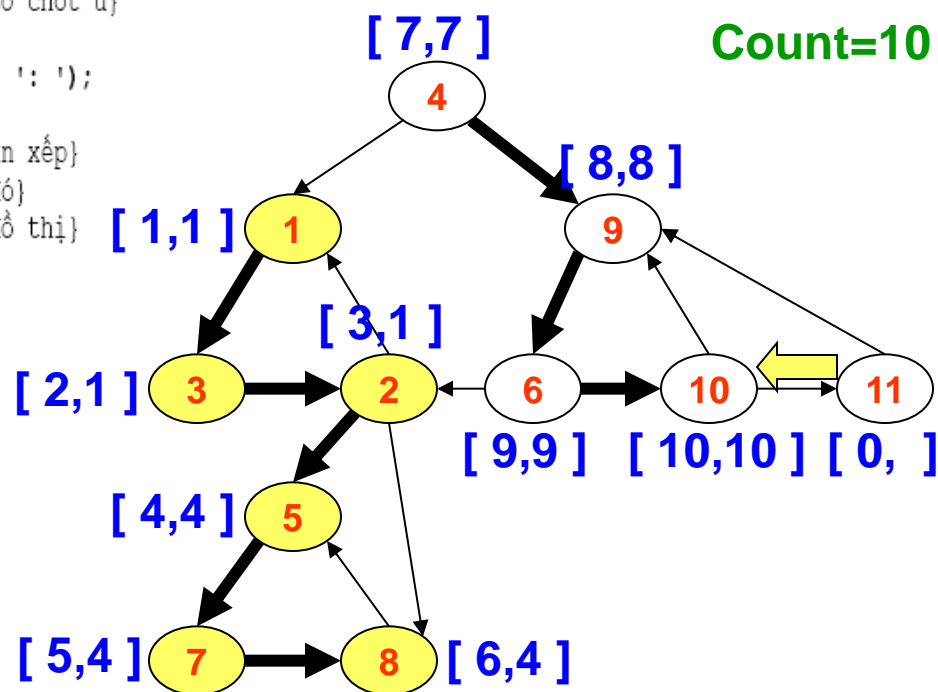 chốt u}
': ');
xếp}
thị}
Count=10
[ 7,7 ]
4
[ 8,8 ]
[ 1,1 ]
1
9
[ 3,1 ]
[ 2,1 ]
3
2
6
10
11
[ 9,9 ]
[ 10,10 ]
[ 0, ]
[ 4,4 ]
5
[ 5,4 ]
7
8
[ 6,4 ]